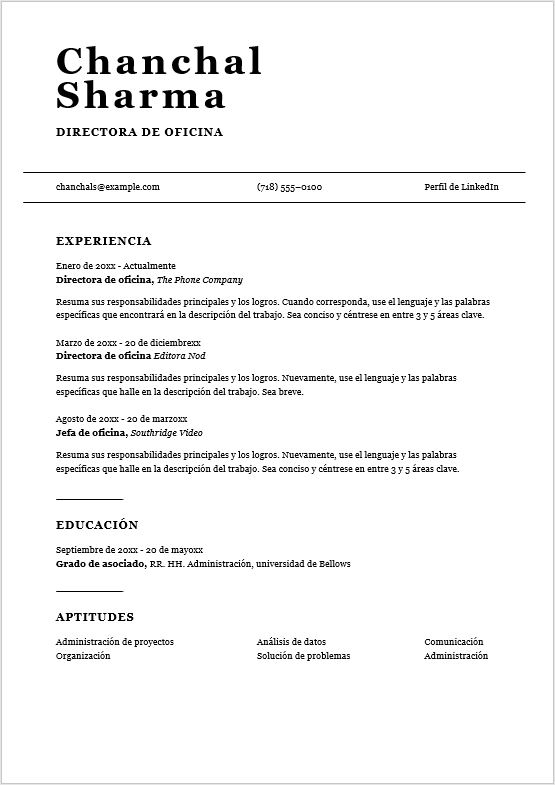 Chanchal
Sharma
DIRECTORA DE OFICINA
chanchals@example.com (718) 555–0100 Perfil de LinkedIn
EXPERIENCIA
Enero de 20xx - Actualmente
Directora de oficina, The Phone Company
Resuma sus responsabilidades principales y los logros. Cuando corresponda, use el lenguaje y las palabras
específicas que encontrará en la descripción del trabajo. Sea conciso y céntrese en entre 3 y 5 áreas clave.
Marzo de 20xx - 20 de diciembrexx
Directora de oficina Editora Nod
Resuma sus responsabilidades principales y los logros. Nuevamente, use el lenguaje y las palabras
específicas que halle en la descripción del trabajo. Sea breve.
Agosto de 20xx - 20 de marzoxx
Jefa de oficina, Southridge Video
Resuma sus responsabilidades principales y los logros. Nuevamente, use el lenguaje y las palabras
específicas que halle en la descripción del trabajo. Sea conciso y céntrese en entre 3 y 5 áreas clave.
EDUCACIÓN
Septiembre de 20xx - 20 de mayoxx
Grado de asociado, RR. HH. Administración, universidad de Bellows
APTITUDES
Administración de proyectos Análisis de datos Comunicación
Organización Solución de problemas Administración